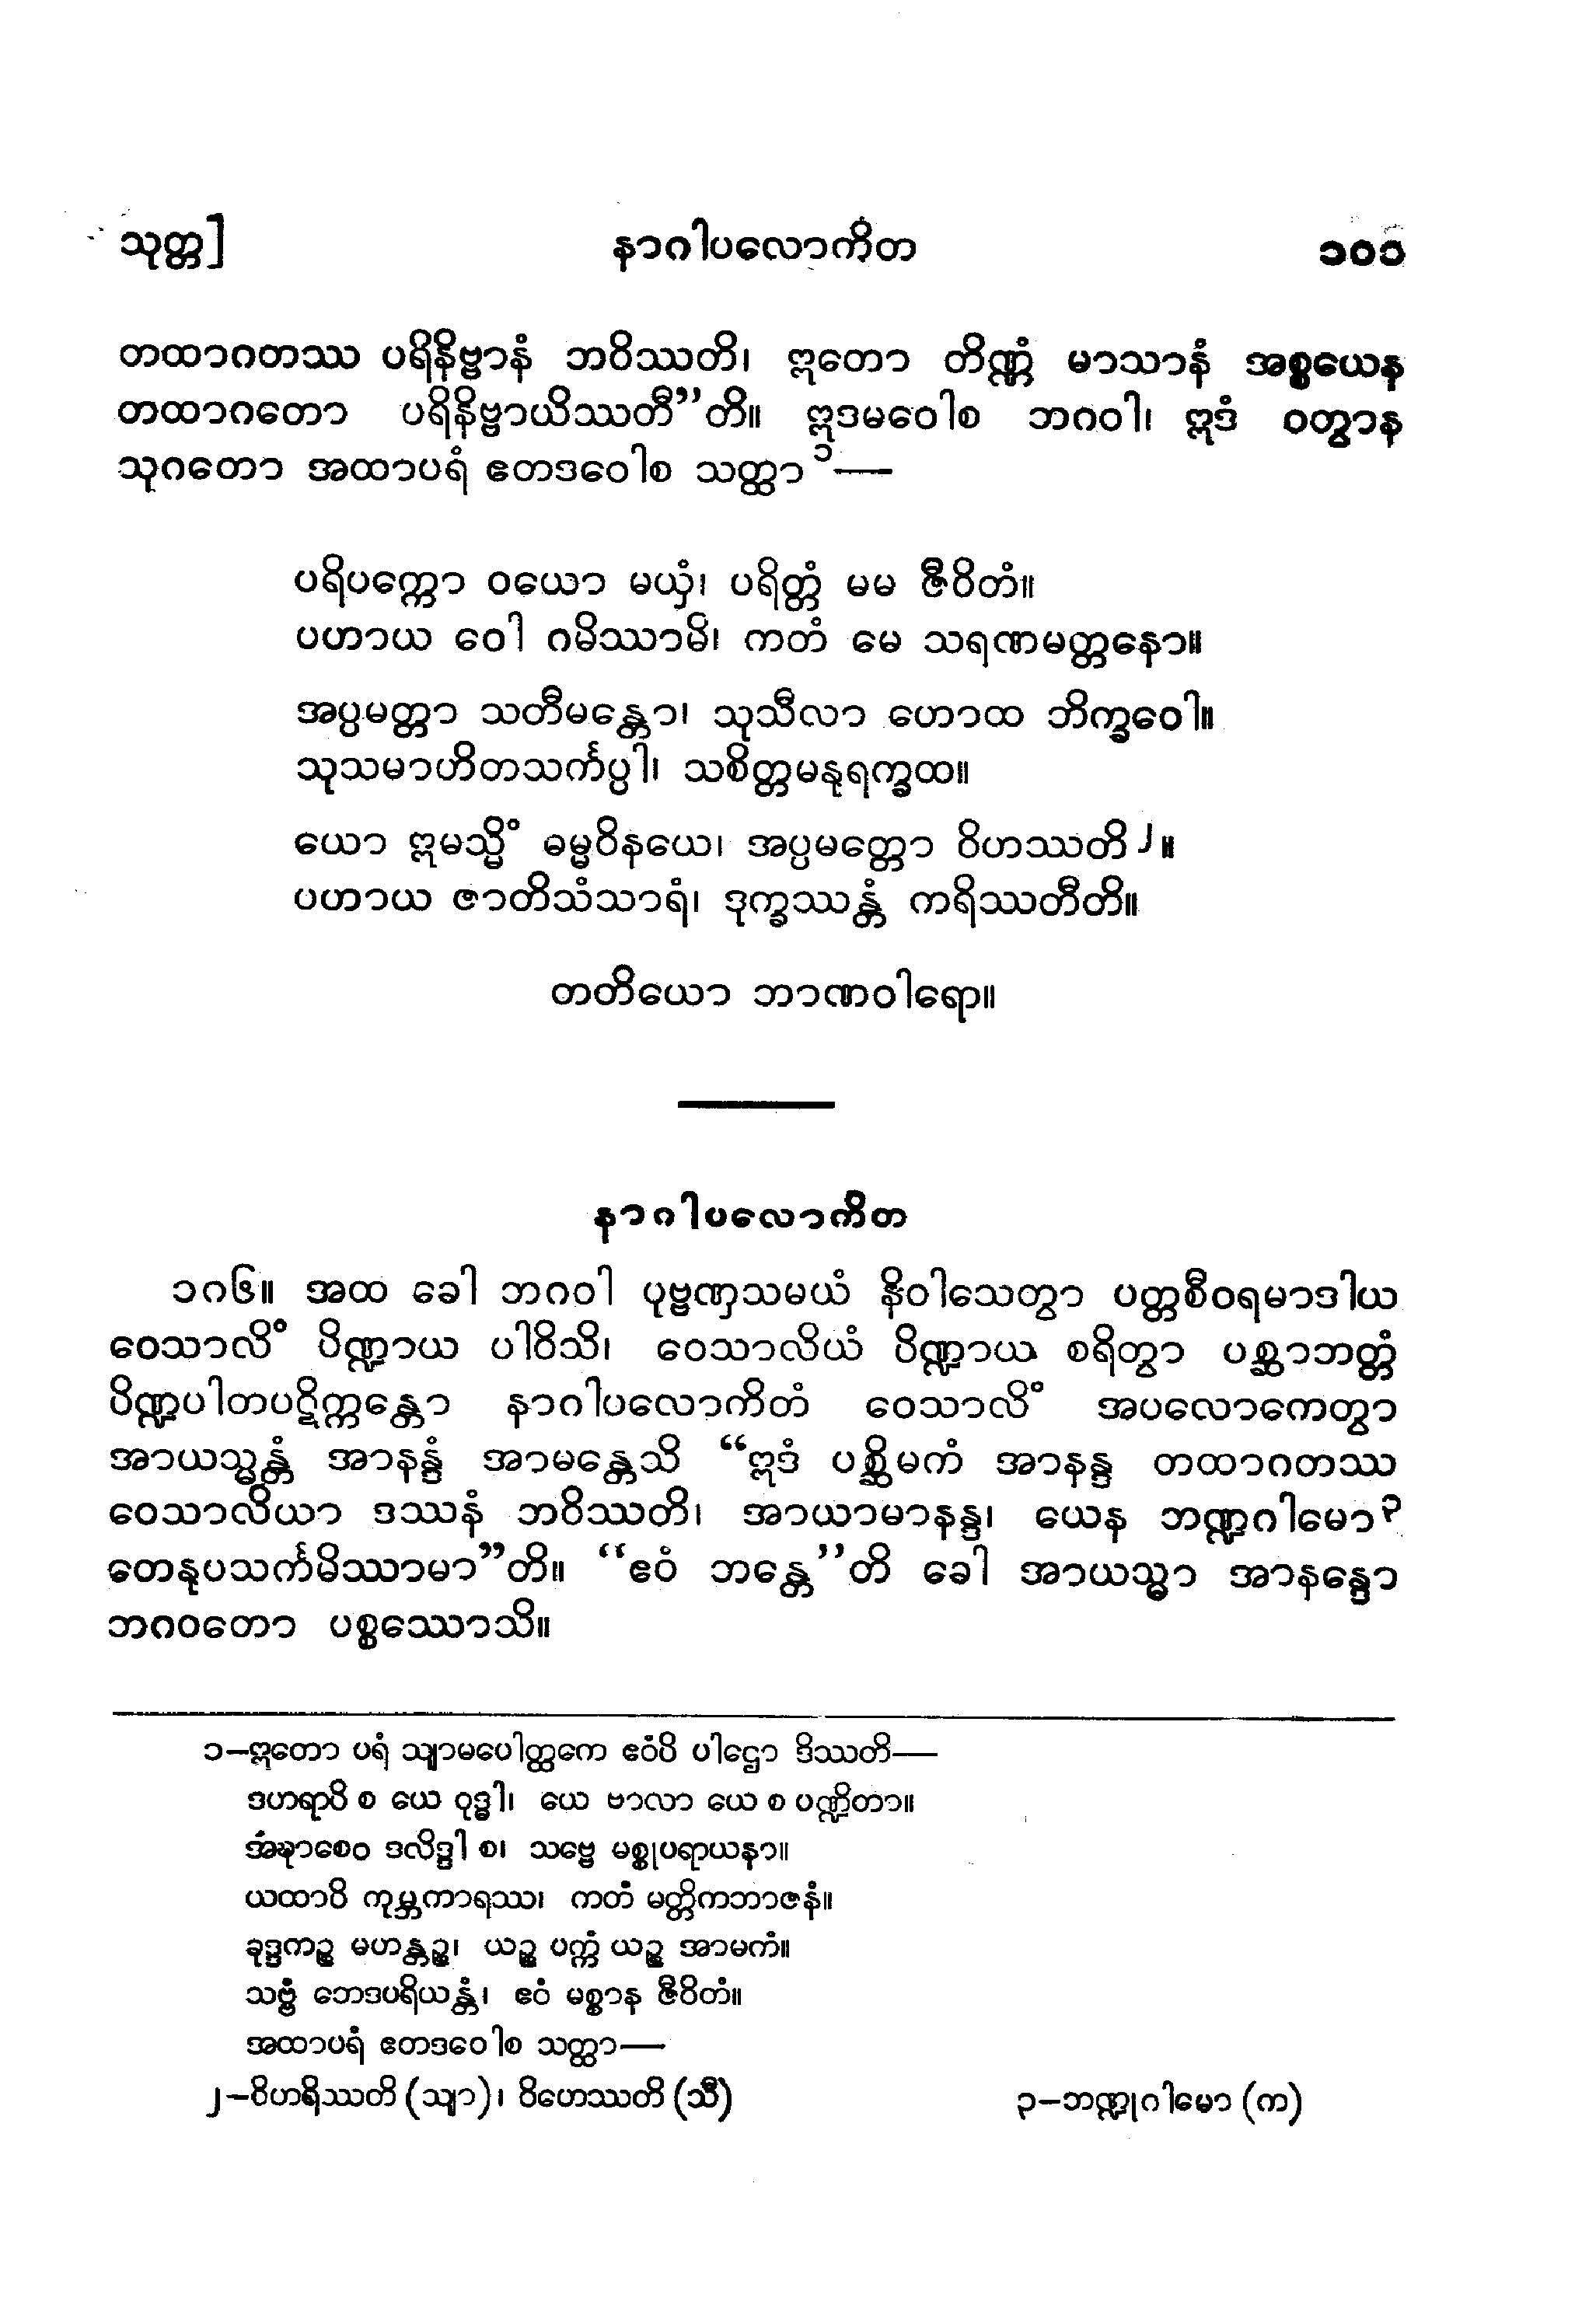 သုတ္တ] နာဂါပလောကိတ ၁၀၁
တထာဂတဿ ပရိနိဗ္ဗာနံ ဘဝိဿတိ၊ ဣတော တိဏ္ဏံ မာသာနံ အစ္စယေန
တထာဂတော ပရိနိဗ္ဗာယိဿတီ”တိ။ ဣဒမဝေါစ ဘဂဝါ၊ ဣဒံ ဝတွာန
သုဂတော အထာပရံ ဧတဒဝေါစ သတ္ထာ ၁—
ပရိပက္ကော ဝယော မယှံ၊ ပရိတ္တံ မမ ဇီဝိတံ။
ပဟာယ ဝေါ ဂမိဿာမိ၊ ကတံ မေ သရဏမတ္တနော။
အပ္ပမတ္တာ သတီမန္တော၊ သုသီလာ ဟောထ ဘိက္ခဝေါ။
သုသမာဟိတသင်္ကပ္ပါ၊ သစိတ္တမနုရက္ခထ။
ယော ဣမသ္မိံ ဓမ္မဝိနယေ၊ အပ္ပမတ္တော ဝိဟဿတိ ၂။
ပဟာယ ဇာတိသံသာရံ၊ ဒုက္ခဿန္တံ ကရိဿတီတိ။
တတိယော ဘာဏဝါရော။
နာဂါပလောကိတ
၁၈၆။ အထ ခေါ ဘဂဝါ ပုဗ္ဗဏှသမယံ နိဝါသေတွာ ပတ္တစီဝရမာဒါယ
ဝေသာလိံ ပိဏ္ဍာယ ပါဝိသိ၊ ဝေသာလိယံ ပိဏ္ဍာယ စရိတွာ ပစ္ဆာဘတ္တံ
ပိဏ္ဍပါတပဋိက္ကန္တော နာဂါပလောကိတံ ဝေသာလိံ အပလောကေတွာ
အာယသ္မန္တံ အာနန္ဒံ အာမန္တေသိ “ဣဒံ ပစ္ဆိမကံ အာနန္ဒ တထာဂတဿ
ဝေသာလိယာ ဒဿနံ ဘဝိဿတိ၊ အာယာမာနန္ဒ၊ ယေန ဘဏ္ဍဂါမော ၃
တေနုပသင်္ကမိဿာမာ”တိ။ “ဧဝံ ဘန္တေ”တိ ခေါ အာယသ္မာ အာနန္ဒော
ဘဂဝတော ပစ္စဿောသိ။
၁–ဣတော ပရံ သျာမပေါတ္ထကေ ဧဝံပိ ပါဌော ဒိဿတိ—
ဒဟရာပိ စ ယေ ဝုဒ္ဓါ၊ ယေ ဗာလာ ယေ စ ပဏ္ဍိတာ။
အဍ္ဎာစေဝ ဒလိဒ္ဒါ စ၊ သဗ္ဗေ မစ္စုပရာယနာ။
ယထာပိ ကုမ္ဘကာရဿ၊ ကတံ မတ္တိကဘာဇနံ။
ခုဒ္ဒကဉ္စ မဟန္တဉ္စ၊ ယဉ္စ ပက္ကံ ယဉ္စ အာမကံ။
သဗ္ဗံ ဘေဒပရိယန္တံ၊ ဧဝံ မစ္စာန ဇီဝိတံ။
အထာပရံ ဧတဒဝေါစ သတ္ထာ—
၂–ဝိဟရိဿတိ (သျာ)၊ ဝိဟေဿတိ (သီ) ၃–ဘဏ္ဍုဂါမော (က)